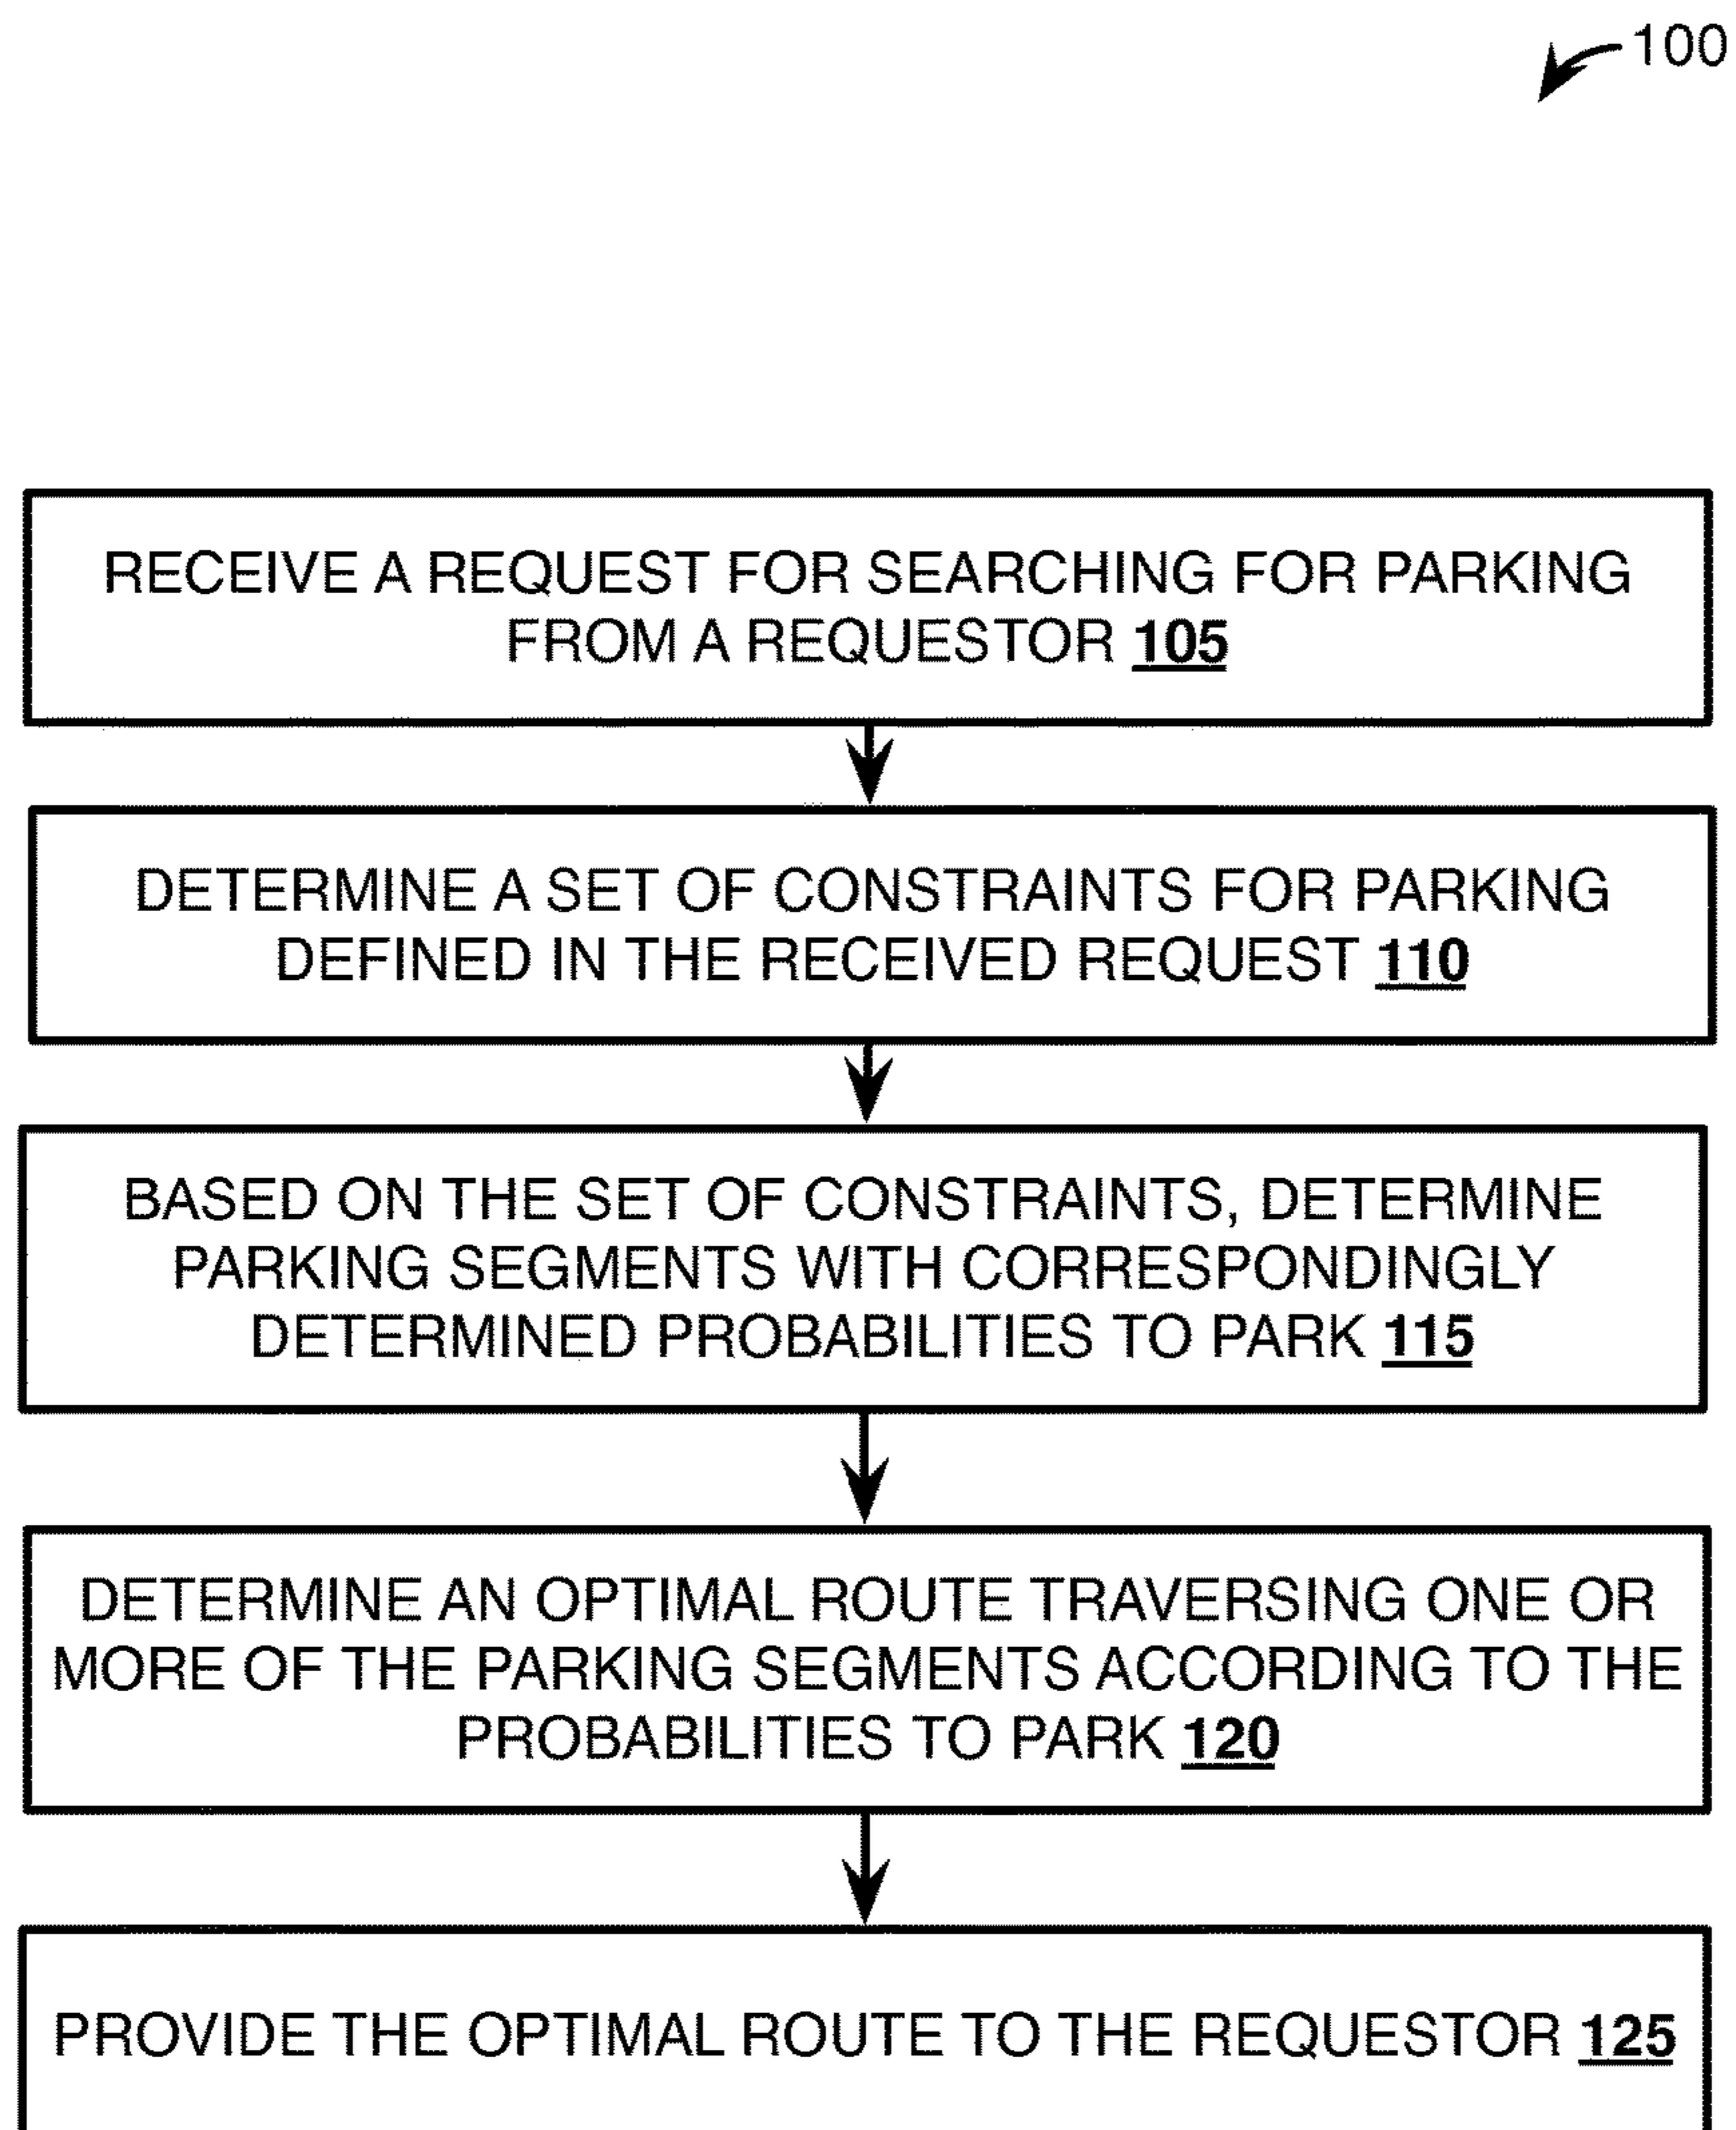 100
RECEIVE A REQUEST FOR SEARCHING FOR PARKING
FROM A REQUESTOR 105
DETERMINE A SET OF CONSTRAINTS FOR PARKING
DEFINED IN THE RECEIVED REQUEST 110
BASED ON THE SET OF CONSTRAINTS, DETERMINE
PARKING SEGMENTS WITH CORRESPONDINGLY
DETERMINED PROBABILITIES TO PARK 115
DETERMINE AN OPTIMAL ROUTE TRAVERSING ONE OR
MORE OF THE PARKING SEGMENTS ACCORDING TO THE
PROBABILITIES TO PARK 120
PROVIDE THE OPTIMAL ROUTE TO THE REQUESTOR 125